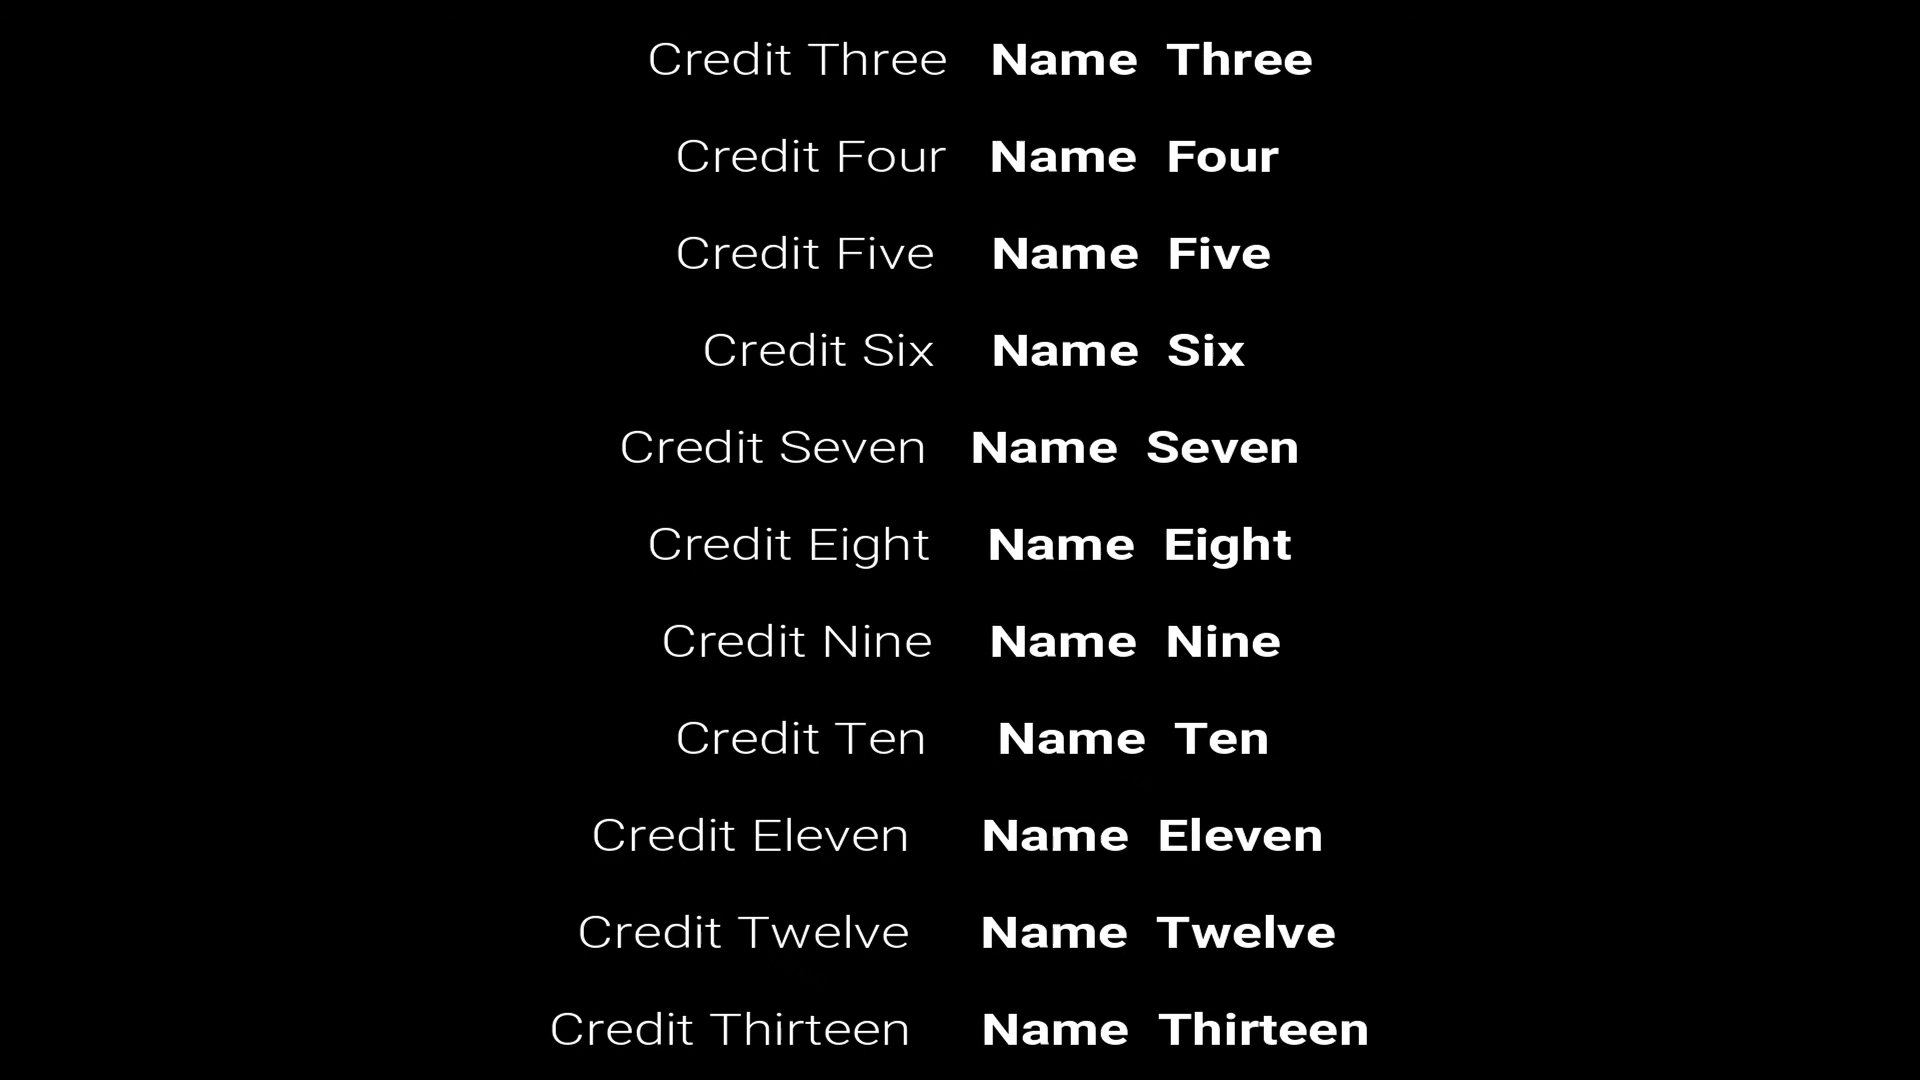 Credit Three Name Three
Credit Four Name Four
Credit Five Name Five
Credit Six Name Six
Credit Seven Name Seven
Credit Eight Name Eight
Credit Nine Name Nine
Credit Ten Name Ten
Credit Eleven Name Eleven
Credit Twelve Name Twelve
Credit Thirteen Name Thirteen